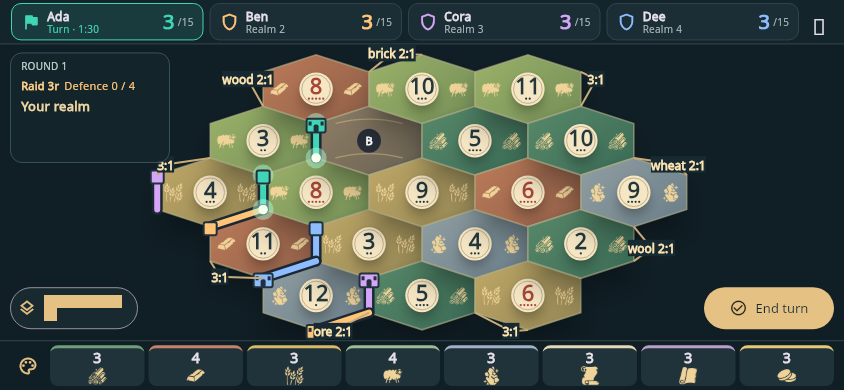 Ada
Turn · 1:30
3 /15
Ben
Realm 2
3 /15
Cora
Realm 3
3 /15
Dee
Realm 4
3 /15
ROUND 1
Raid 3r Defence 0 / 4
Your realm
brick 2:1
wood 2:1
3:1
8
10
11
3
B
5
10
3:1
wheat 2:1
4
8
9
6
9
11
3
4
2
wool 2:1
3:1
12
5
6
ore 2:1
3:1
End turn
3
4
3
4
3
3
3
3